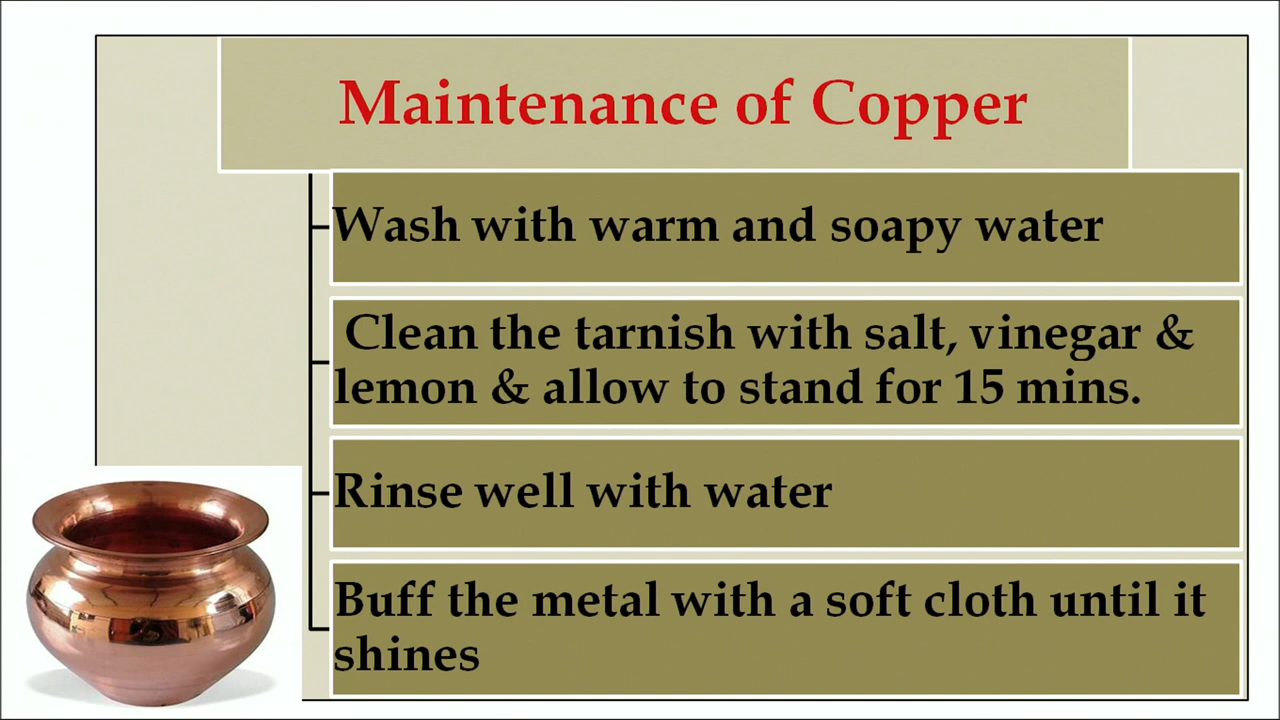 Maintenance of Copper
Wash with warm and soapy water
Clean the tarnish with salt, vinegar &
lemon & allow to stand for 15 mins.
Rinse well with water
Buff the metal with a soft cloth until it
shines